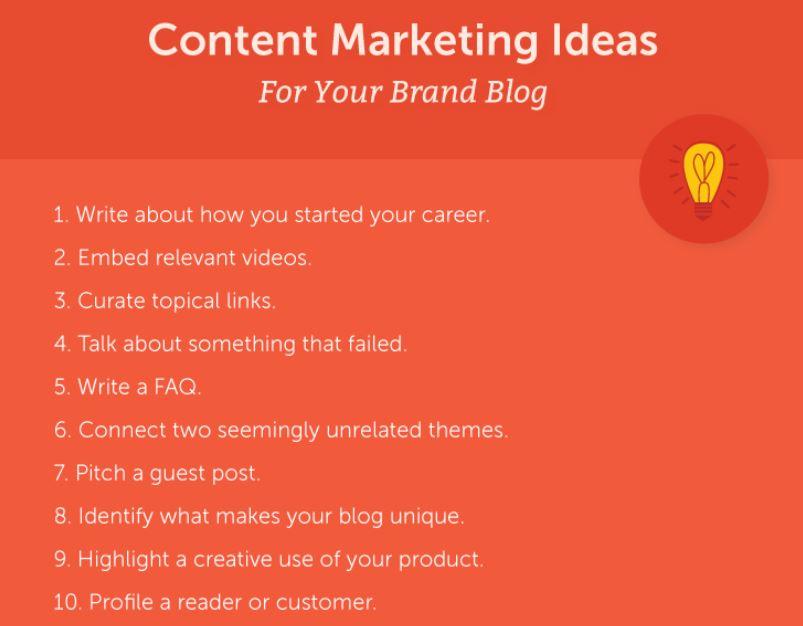 Content Marketing Ideas
For Your Brand Blog
1. Write about how you started your career.
2. Embed relevant videos.
3. Curate topical links.
4. Talk about something that failed.
5. Write a FAQ.
6. Connect two seemingly unrelated themes.
7. Pitch a guest post.
8. Identify what makes your blog unique.
9. Highlight a creative use of your product.
10. Profile a reader or customer.